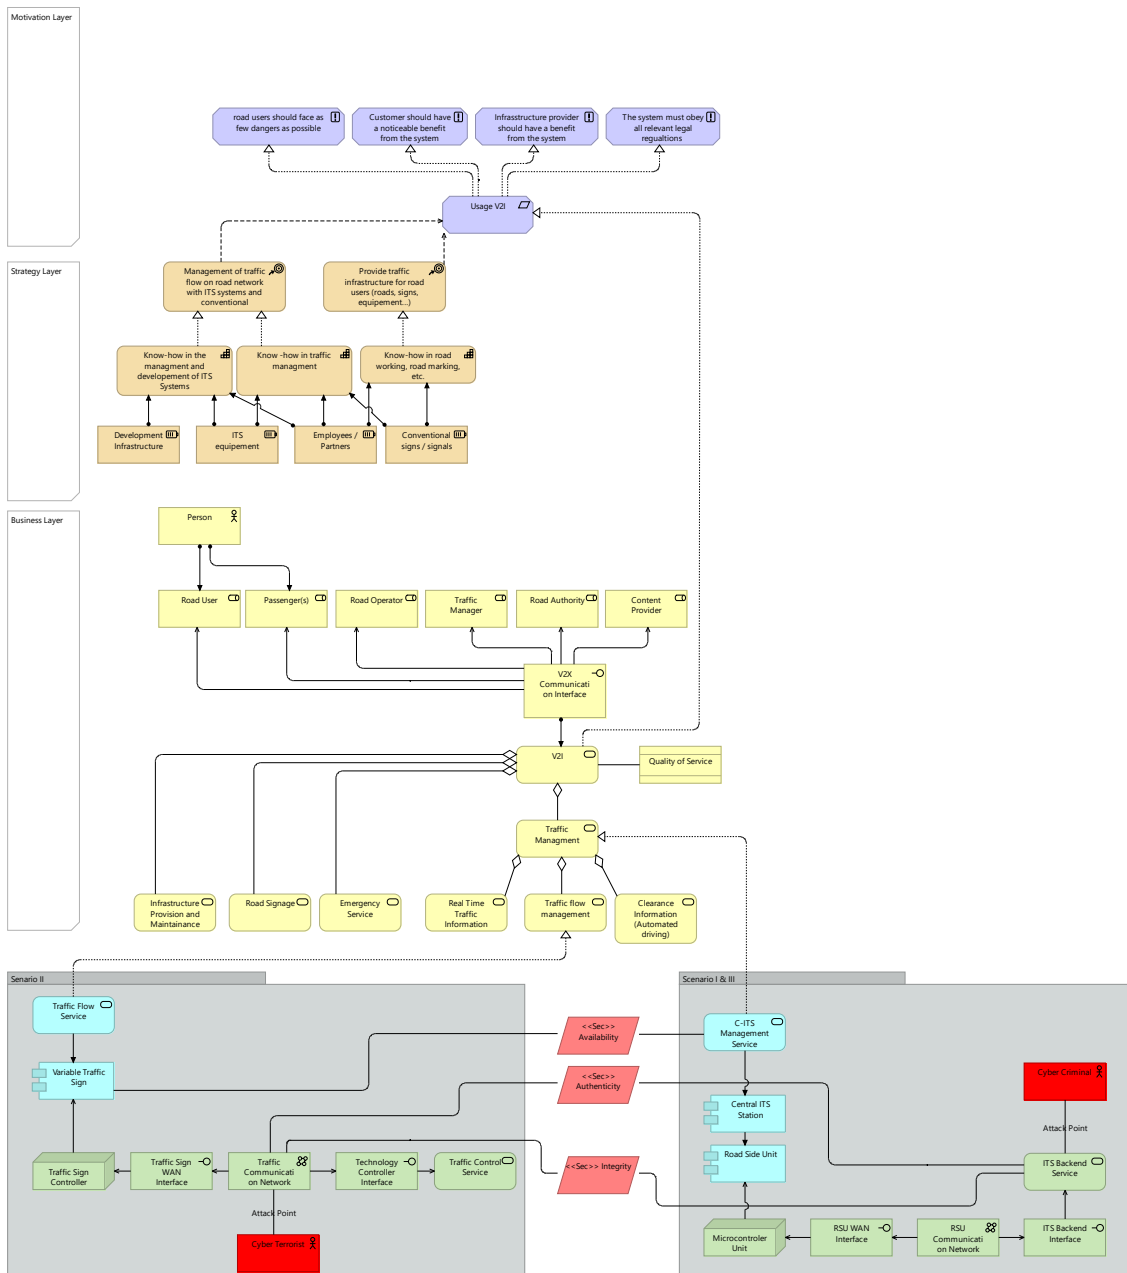 Motivation Layer
road users should face as
few dangers as possible
Customer should have
a noticeable benefit
from the system
Infrastructure provider
should have a benefit
from the system
The system must obey
all relevant legal
regualtions
Usage V2I
Strategy Layer
Management of traffic
flow on road network
with ITS systems and
conventional
Provide traffic
infrastructure for road
users (roads, signs,
equipement...)
Know-how in the
managment and
developement of ITS
Systems
Know -how in traffic
managment
Know-how in road
working, road marking,
etc.
Development
Infrastructure
ITS
equipement
Employees /
Partners
Conventional
signs / signals
Business Layer
Person
Road User
Passenger(s)
Road Operator
Traffic
Manager
Road Authority
Content
Provider
V2X
Communicati
on Interface
V2I
Quality of Service
Traffic
Managment
Infrastructure
Provision and
Maintainance
Road Signage
Emergency
Service
Real Time
Traffic
Information
Traffic flow
management
Clearance
Information
(Automated
driving)
Senario II
Scenario I & III
Traffic Flow
Service
<<Sec>>
Availability
C-ITS
Management
Service
Variable Traffic
Sign
<<Sec>>
Authenticity
Cyber Criminal
Central ITS
Station
Attack Point
Road Side Unit
Traffic Sign
Controller
Traffic Sign
WAN
Interface
Traffic
Communicati
on Network
Technology
Controller
Interface
Traffic Control
Service
<<Sec>> Integrity
ITS Backend
Service
Attack Point
Cyber Terrorist
Microcontroler
Unit
RSU WAN
Interface
RSU
Communicati
on Network
ITS Backend
Interface